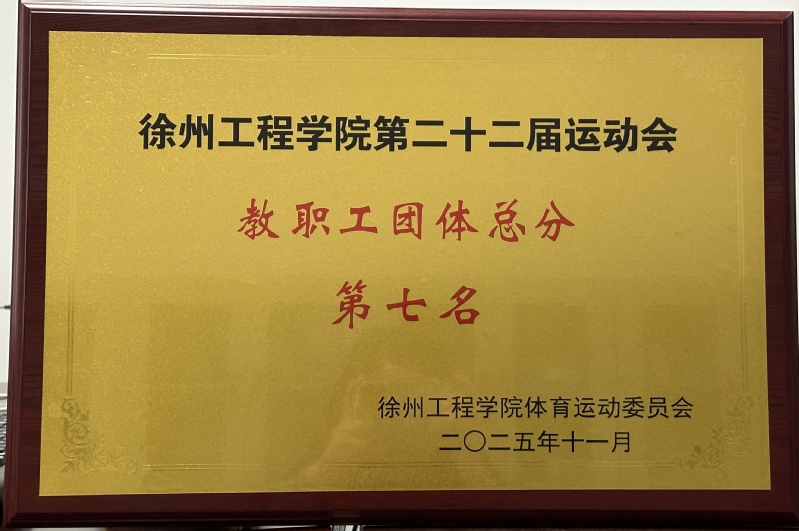 徐州工程学院第二十二届运动会
教职工团体总分
第七名
徐州工程学院体育运动委员会
二〇二五年十一月